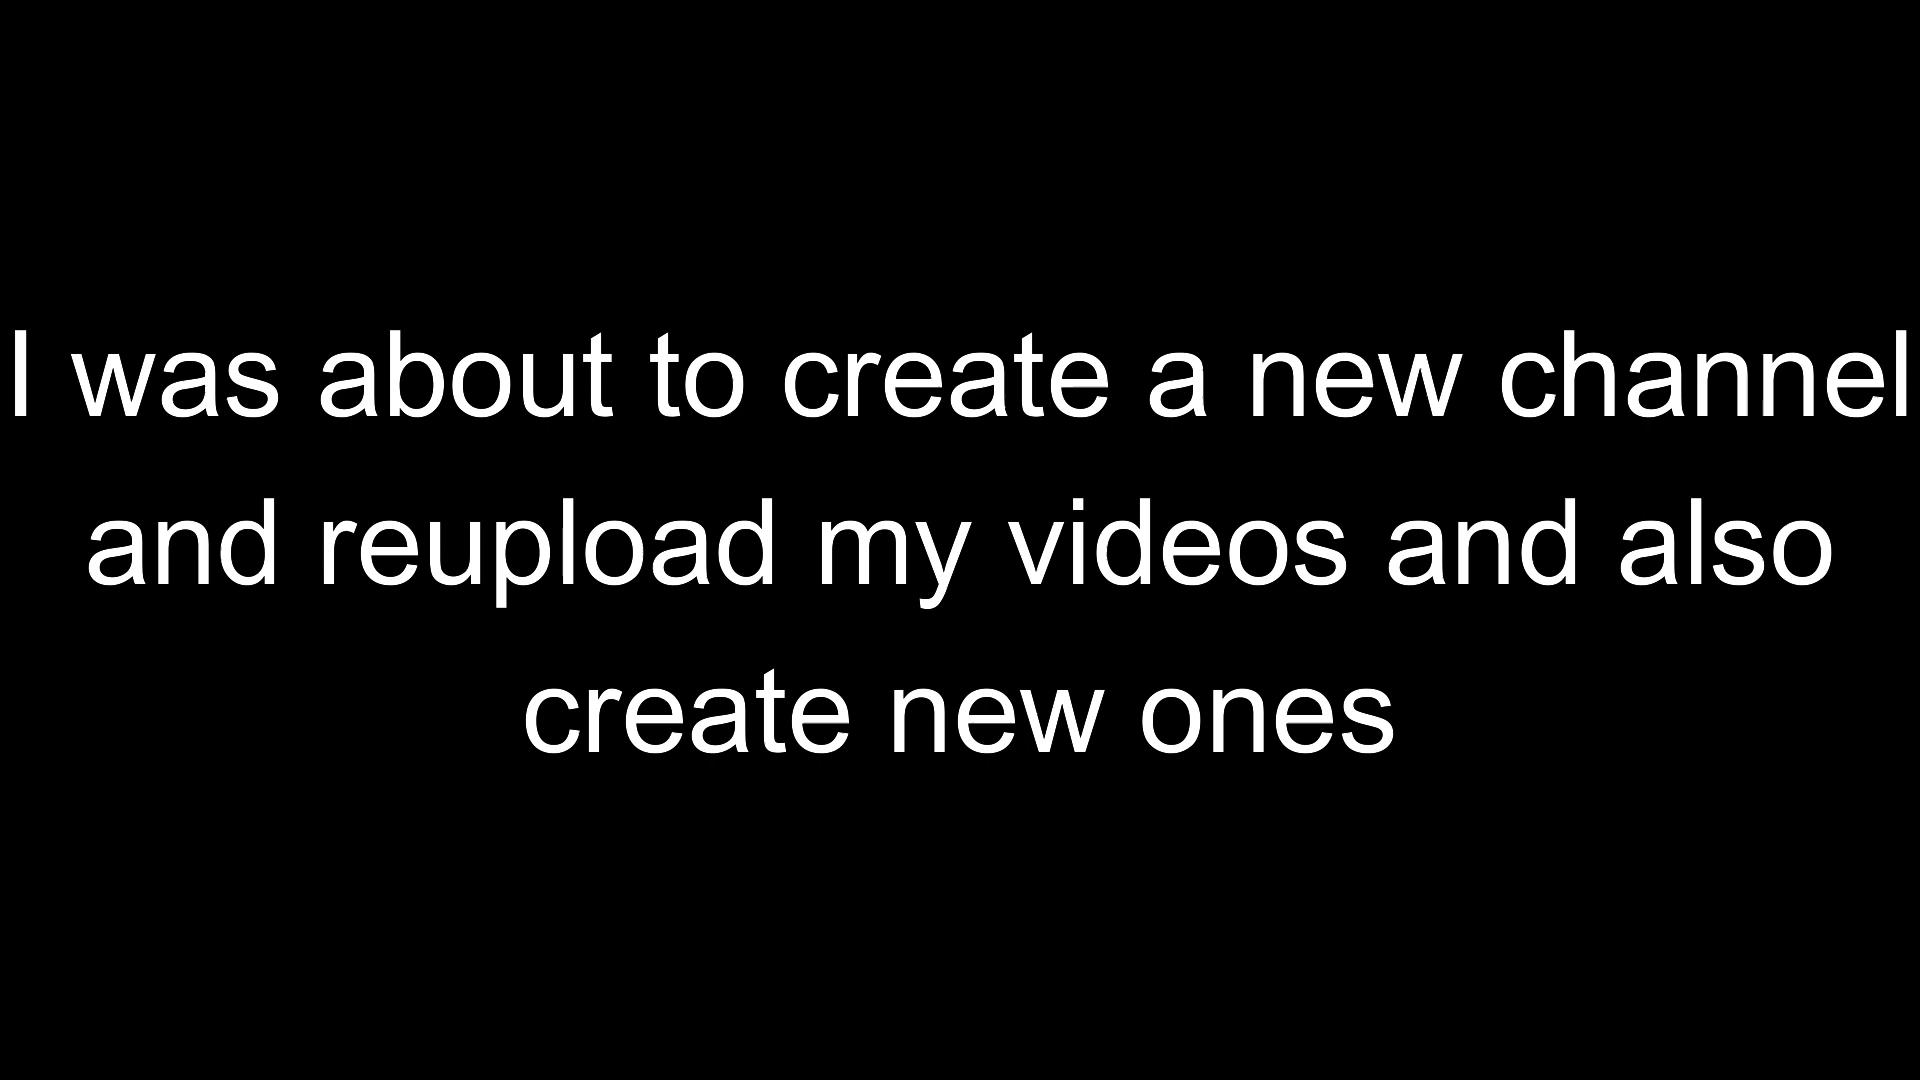 I was about to create a new channel
and reupload my videos and also
create new ones